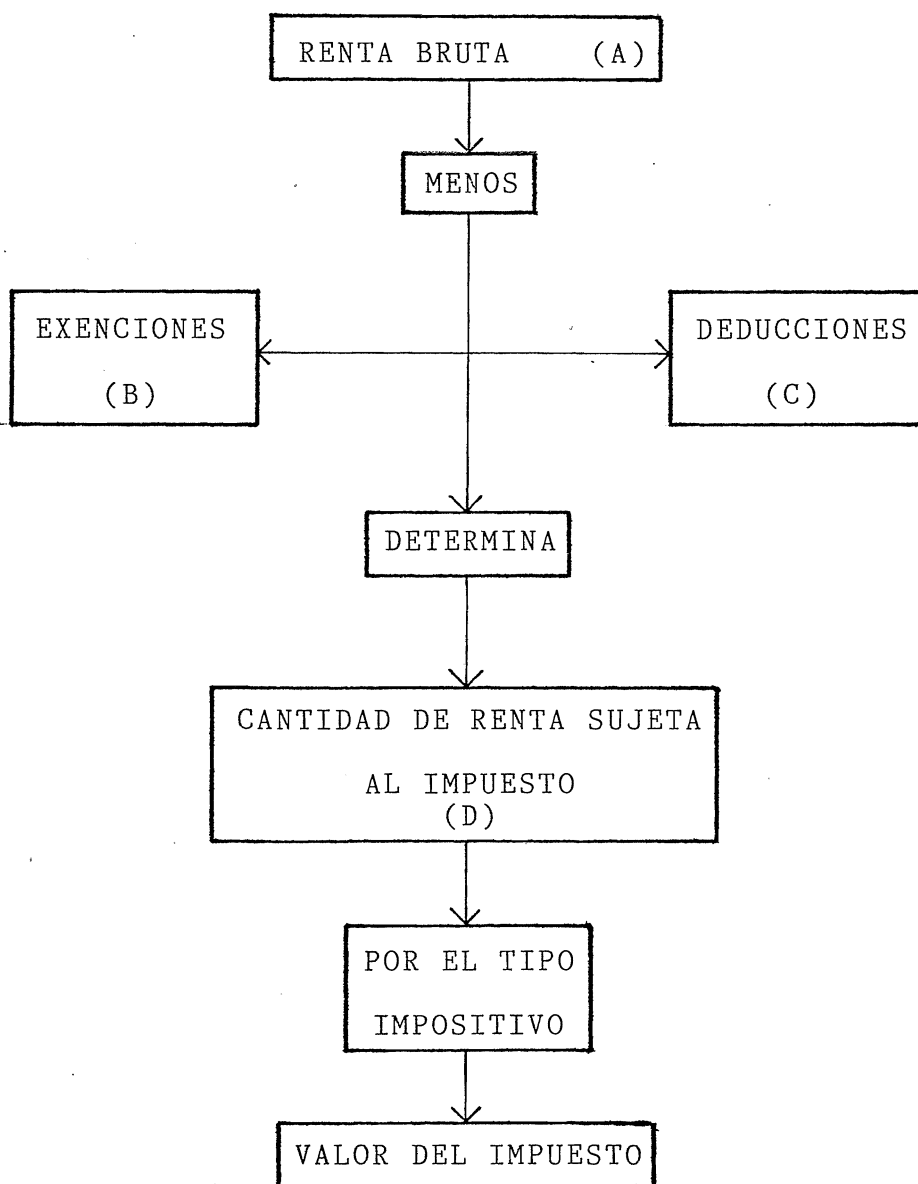 RENTA BRUTA (A)
MENOS
EXENCIONES
(B)
DEDUCCIONES
(C)
DETERMINA
CANTIDAD DE RENTA SUJETA
AL IMPUESTO
(D)
POR EL TIPO
IMPOSITIVO
VALOR DEL IMPUESTO